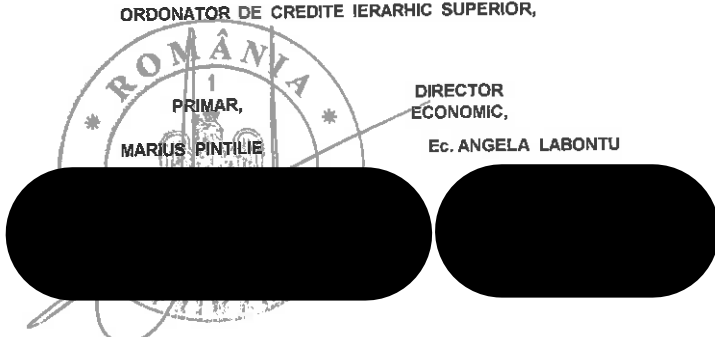 ORDONATOR DE CREDITE IERARHIC SUPERIOR,
* ROMÂNIA *
1
PRIMAR,
MARIUS PINTILIE
DIRECTOR
ECONOMIC,
Ec. ANGELA LABONTU